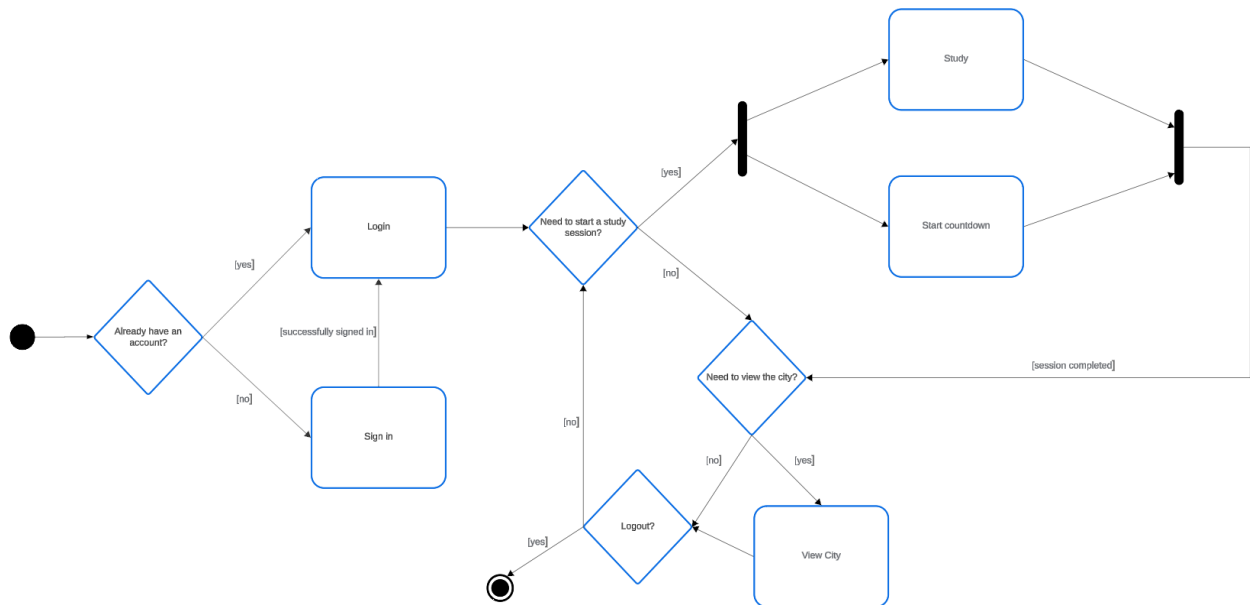 Study
[yes]
Need to start a study
session?
Login
Start countdown
[yes]
[no]
Already have an
account?
[successfully signed in]
[no]
Need to view the city?
[session completed]
Sign in
[no]
[no]
[yes]
Logout?
[yes]
View City